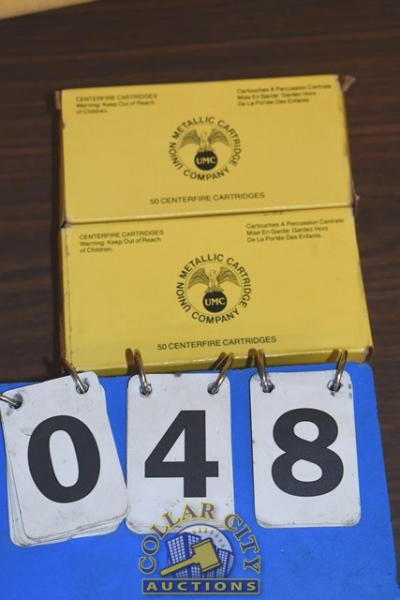 CENTERFIRE CARTRIDGES
Warning: Keep Out of Reach
of Children.
Cartouches A Percussion Centrale
Mise En Garde: Gardez Hors
De La Portée Des Enfants.
UNION METALLIC CARTRIDGE
COMPANY
UMC
50 CENTERFIRE CARTRIDGES
CENTERFIRE CARTRIDGES
Warning: Keep Out of Reach
of Children.
Cartouches A Percussion Centrale
Mise En Garde: Gardez Hors
De La Portée Des Enfants.
UNION METALLIC CARTRIDGE
COMPANY
UMC
50 CENTERFIRE CARTRIDGES
0 4 8
COLLAR CITY
AUCTIONS